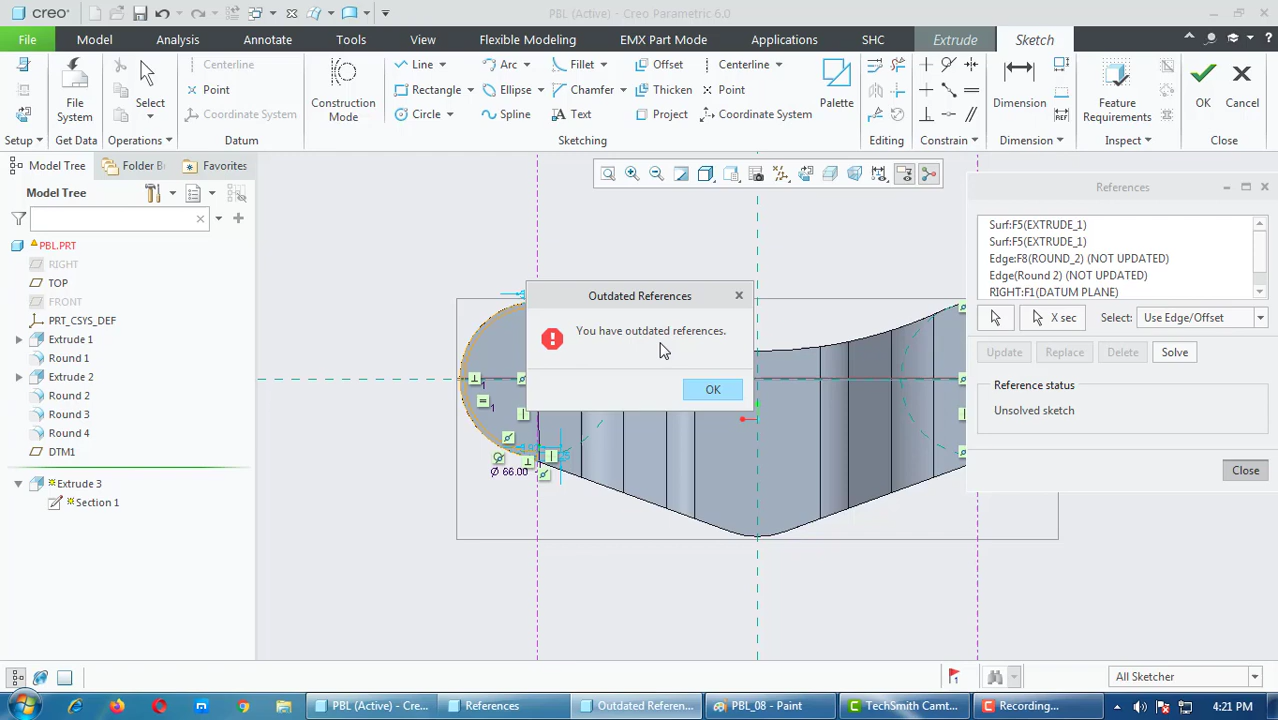 creo
PBL (Active) - Creo Parametric 6.0
File
Model
Analysis
Annotate
Tools
View
Flexible Modeling
EMX Part Mode
Applications
SHC
Extrude
Sketch
File System
Select
Centerline
Point
Coordinate System
Construction Mode
Line
Rectangle
Circle
Arc
Ellipse
Spline
Fillet
Chamfer
Text
Offset
Thicken
Project
Centerline
Point
Coordinate System
Palette
Dimension
Feature Requirements
OK
Cancel
Setup
Get Data
Operations
Datum
Sketching
Editing
Constrain
Dimension
Inspect
Close
Model Tree
Folder B
Favorites
Model Tree
PBL.PRT
RIGHT
TOP
FRONT
PRT_CSYS_DEF
Extrude 1
Round 1
Extrude 2
Round 2
Round 3
Round 4
DTM1
Extrude 3
Section 1
1
1
Ø 66.00
Outdated References
You have outdated references.
OK
References
Surf:F5(EXTRUDE_1)
Surf:F5(EXTRUDE_1)
Edge:F8(ROUND_2) (NOT UPDATED)
Edge(Round 2) (NOT UPDATED)
RIGHT:F1(DATUM PLANE)
X sec
Select:
Use Edge/Offset
Update
Replace
Delete
Solve
Reference status
Unsolved sketch
Close
1
All Sketcher
PBL (Active) - Cre...
References
Outdated Referen...
PBL_08 - Paint
TechSmith Camt...
Recording...
4:21 PM